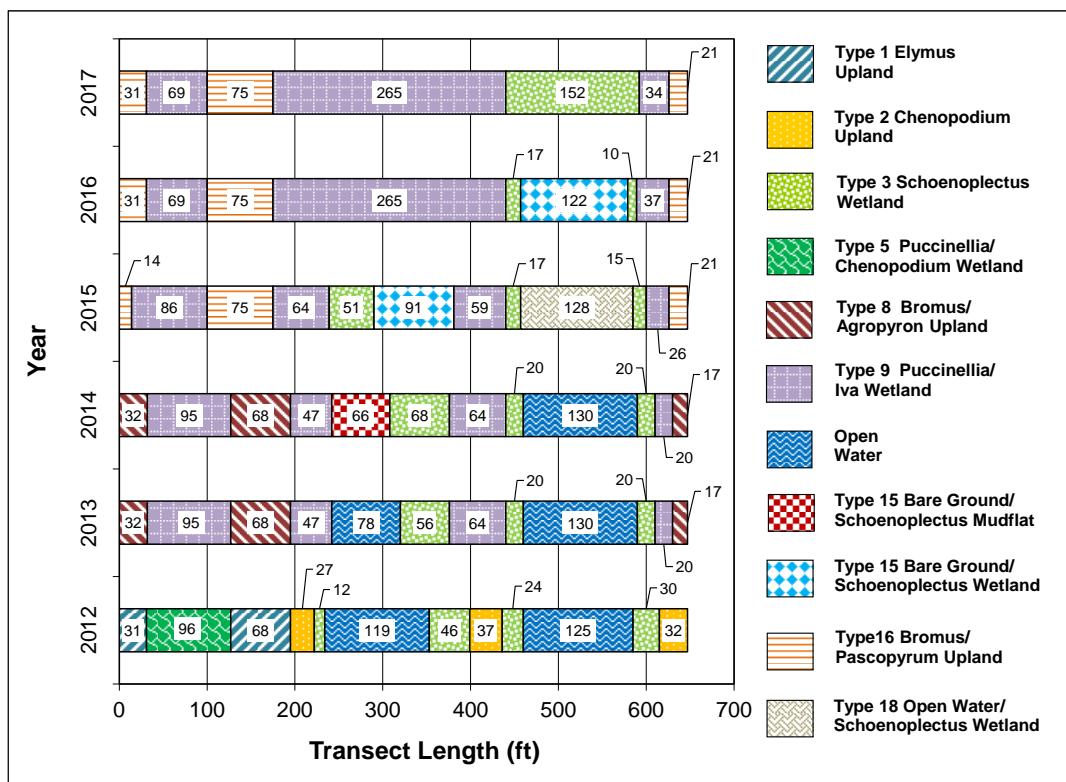 Year
2017
31 69 75 265 152 34 21
2016
31 69 75 265 17 122 10 37 21
2015
14 86 75 64 51 91 59 17 128 15 26 21
2014
32 95 68 47 66 68 64 20 130 20 20 17
2013
32 95 68 47 78 56 64 20 130 20 20 17
2012
31 96 68 27 12 119 46 37 24 125 30 32
0 100 200 300 400 500 600 700
Transect Length (ft)
Type 1 Elymus
Upland
Type 2 Chenopodium
Upland
Type 3 Schoenoplectus
Wetland
Type 5 Puccinellia/
Chenopodium Wetland
Type 8 Bromus/
Agropyron Upland
Type 9 Puccinellia/
Iva Wetland
Open
Water
Type 15 Bare Ground/
Schoenoplectus Mudflat
Type 15 Bare Ground/
Schoenoplectus Wetland
Type16 Bromus/
Pascopyrum Upland
Type 18 Open Water/
Schoenoplectus Wetland